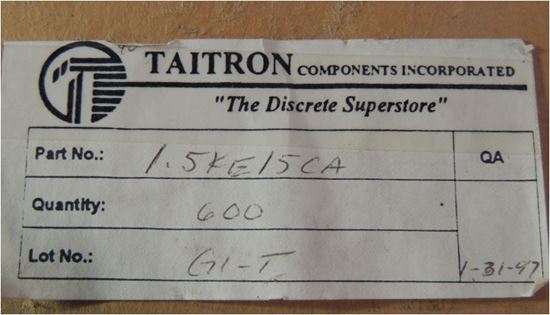 TAITRON COMPONENTS INCORPORATED
"The Discrete Superstore"
Part No.: 1.5KE15CA QA
Quantity: 600
Lot No.: GI-T 1-31-97